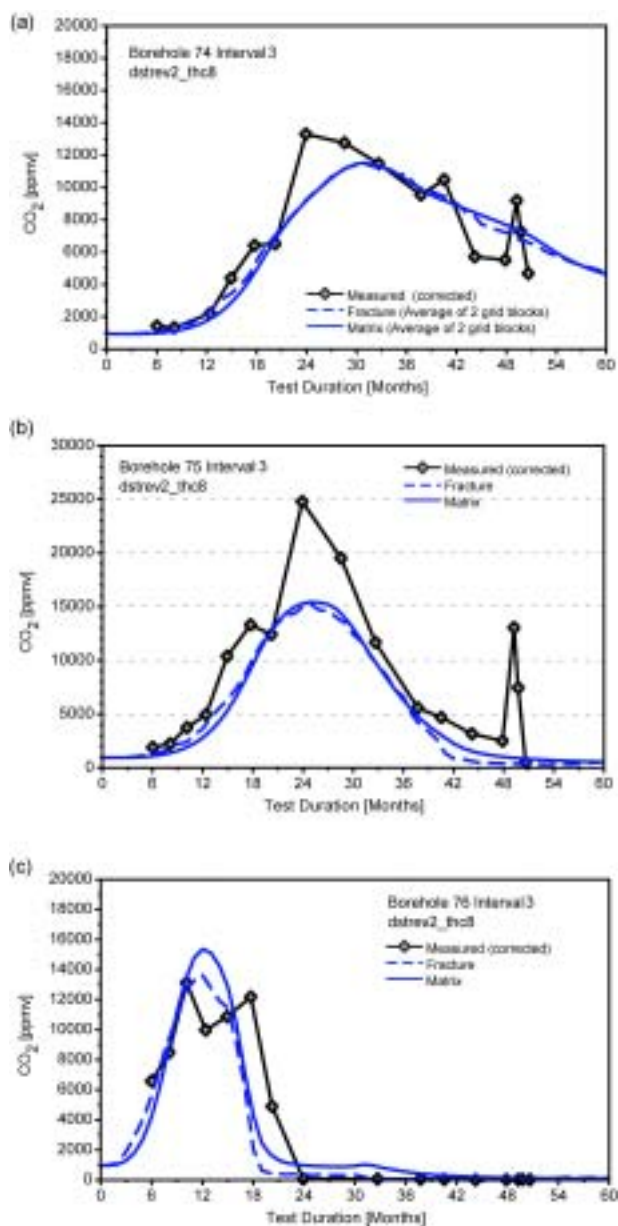 (a)
20000
18000
16000
14000
12000
10000
8000
6000
4000
2000
0
CO2 [ppmv]
Borehole 74 Interval 3
dstrev2_thc8
Measured (corrected)
Fracture (Average of 2 grid blocks)
Matrix (Average of 2 grid blocks)
0 6 12 18 24 30 36 42 48 54 60
Test Duration [Months]
(b)
30000
25000
20000
15000
10000
5000
0
CO2 [ppmv]
Borehole 75 Interval 3
dstrev2_thc8
Measured (corrected)
Fracture
Matrix
0 6 12 18 24 30 36 42 48 54 60
Test Duration [Months]
(c)
20000
18000
16000
14000
12000
10000
8000
6000
4000
2000
0
CO2 [ppmv]
Borehole 76 Interval 3
dstrev2_thc8
Measured (corrected)
Fracture
Matrix
0 6 12 18 24 30 36 42 48 54 60
Test Duration [Months]